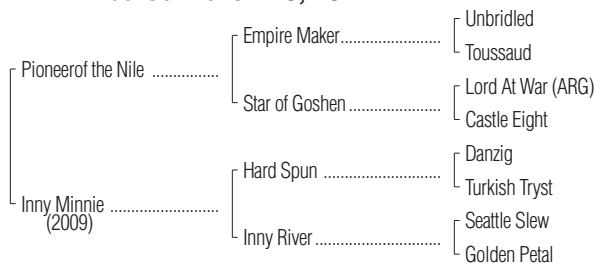 Unbridled
Empire Maker....................
Toussaud
Pioneerof the Nile ................
Lord At War (ARG)
Star of Goshen ......................
Castle Eight
Danzig
Hard Spun ...........................
Turkish Tryst
Inny Minnie ..........................
(2009)
Seattle Slew
Inny River...........................
Golden Petal